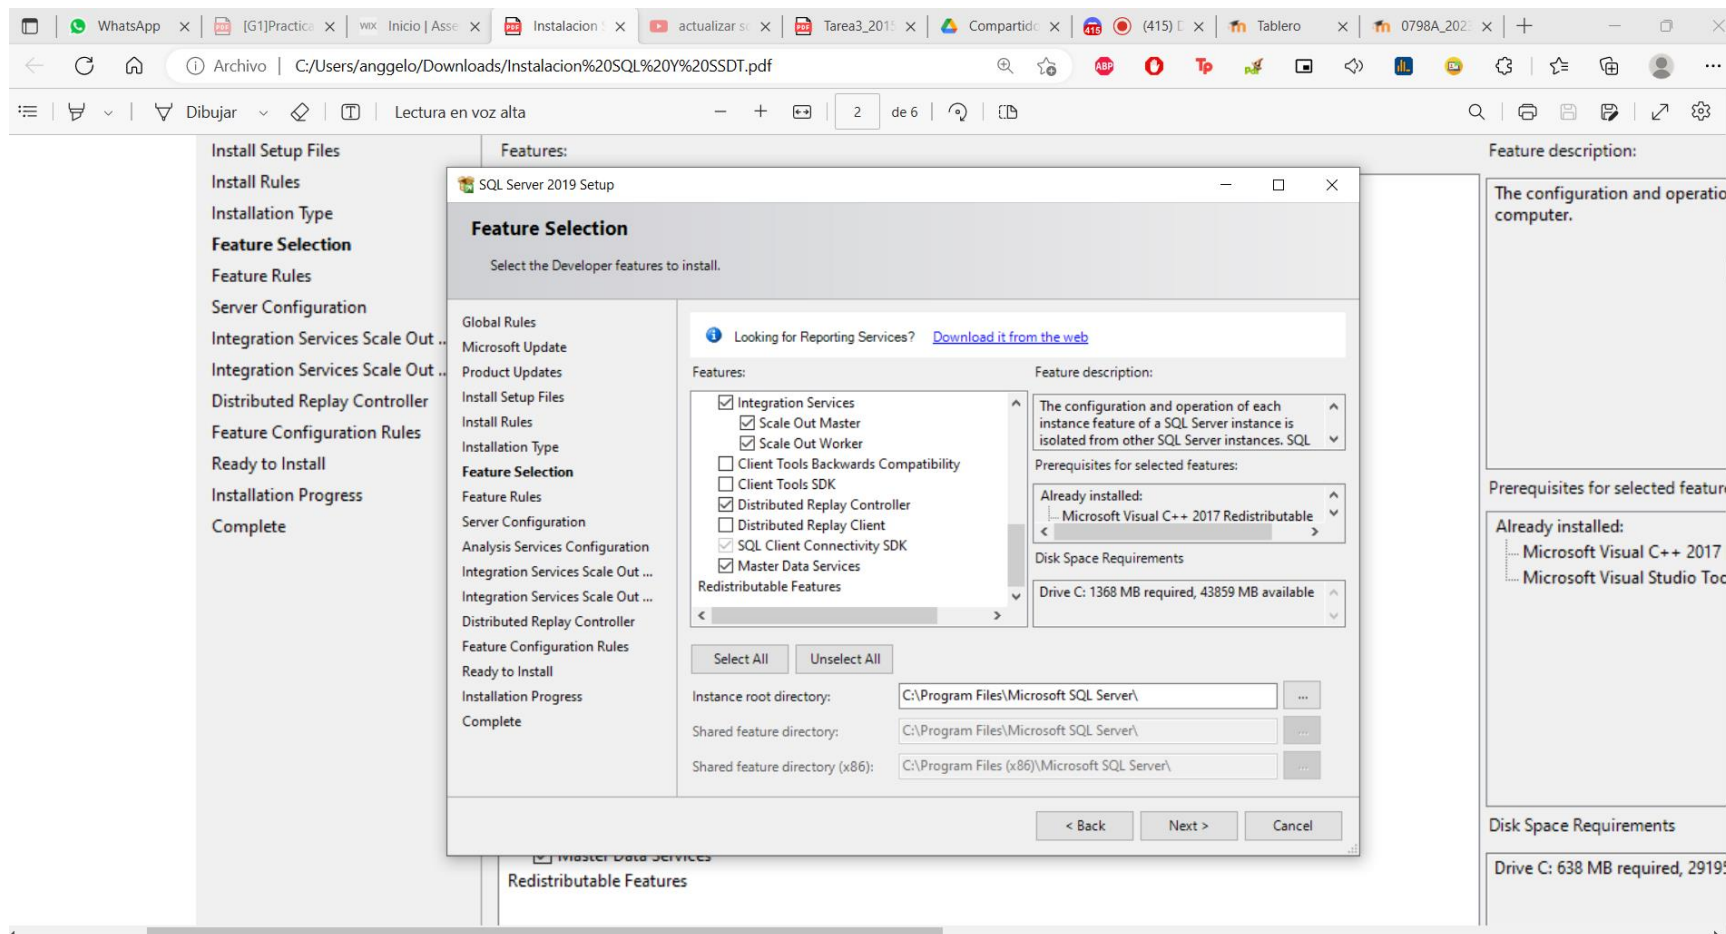 WhatsApp
[G1]Practica
WIX Inicio | Asse
Instalacion S
actualizar so
Tarea3_2015
Compartido
415 (415) D
Tablero
0798A_202
Archivo | C:/Users/anggelo/Downloads/Instalacion%20SQL%20Y%20SSDT.pdf
ABP
Tp
Dibujar
Lectura en voz alta
2 de 6
Install Setup Files
Install Rules
Installation Type
Feature Selection
Feature Rules
Server Configuration
Integration Services Scale Out ..
Integration Services Scale Out ..
Distributed Replay Controller
Feature Configuration Rules
Ready to Install
Installation Progress
Complete
Features:
SQL Server 2019 Setup
Feature Selection
Select the Developer features to install.
Global Rules
Microsoft Update
Product Updates
Install Setup Files
Install Rules
Installation Type
Feature Selection
Feature Rules
Server Configuration
Analysis Services Configuration
Integration Services Scale Out ...
Integration Services Scale Out ...
Distributed Replay Controller
Feature Configuration Rules
Ready to Install
Installation Progress
Complete
Looking for Reporting Services? Download it from the web
Features:
Integration Services
Scale Out Master
Scale Out Worker
Client Tools Backwards Compatibility
Client Tools SDK
Distributed Replay Controller
Distributed Replay Client
SQL Client Connectivity SDK
Master Data Services
Redistributable Features
Feature description:
The configuration and operation of each
instance feature of a SQL Server instance is
isolated from other SQL Server instances. SQL
Prerequisites for selected features:
Already installed:
Microsoft Visual C++ 2017 Redistributable
Disk Space Requirements
Drive C: 1368 MB required, 43859 MB available
Select All
Unselect All
Instance root directory: C:\Program Files\Microsoft SQL Server\ ...
Shared feature directory: C:\Program Files\Microsoft SQL Server\ ...
Shared feature directory (x86): C:\Program Files (x86)\Microsoft SQL Server\ ...
< Back
Next >
Cancel
Master Data Services
Redistributable Features
Feature description:
The configuration and operatio
computer.
Prerequisites for selected feature
Already installed:
Microsoft Visual C++ 2017
Microsoft Visual Studio Too
Disk Space Requirements
Drive C: 638 MB required, 29195